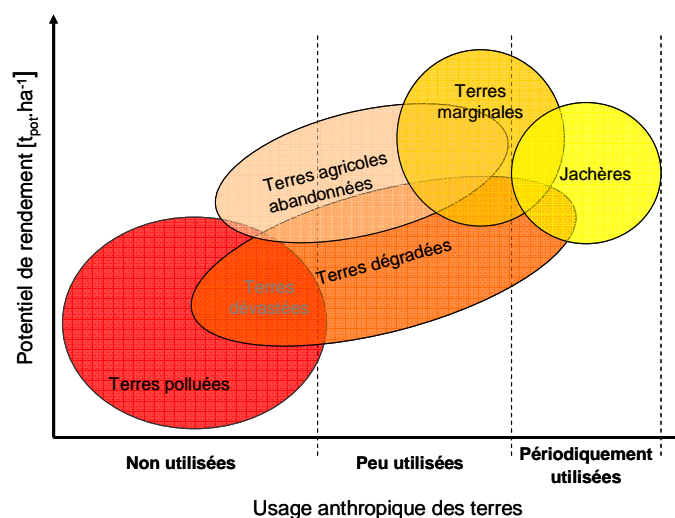 Potentiel de rendement [t_pot.ha⁻¹]
Terres
marginales
Terres agricoles
abandonnées
Jachères
Terres dégradées
Terres
dévastées
Terres polluées
Non utilisées
Peu utilisées
Périodiquement
utilisées
Usage anthropique des terres